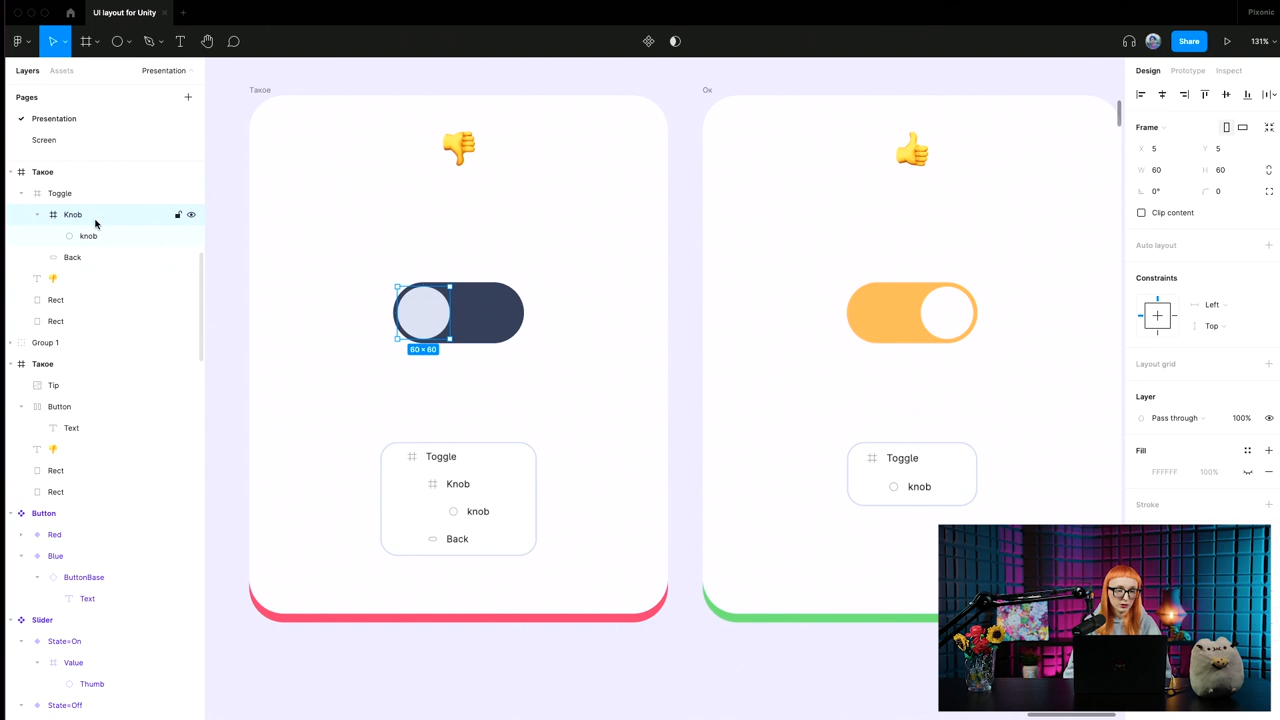 UI layout for Unity
Pixonic
Share
131%
Layers
Assets
Presentation
Pages
Presentation
Screen
Такое
Toggle
Knob
knob
Back
👎
Rect
Rect
Group 1
Такое
Tip
Button
Text
👎
Rect
Rect
Button
Red
Blue
ButtonBase
Text
Slider
State=On
Value
Thumb
State=Off
Такое
60 × 60
Toggle
Knob
knob
Back
Ок
Toggle
knob
Design
Prototype
Inspect
Frame
X 5
Y 5
W 60
H 60
0°
0
Clip content
Auto layout
Constraints
Left
Top
Layout grid
Layer
Pass through
100%
Fill
FFFFFF
100%
Stroke